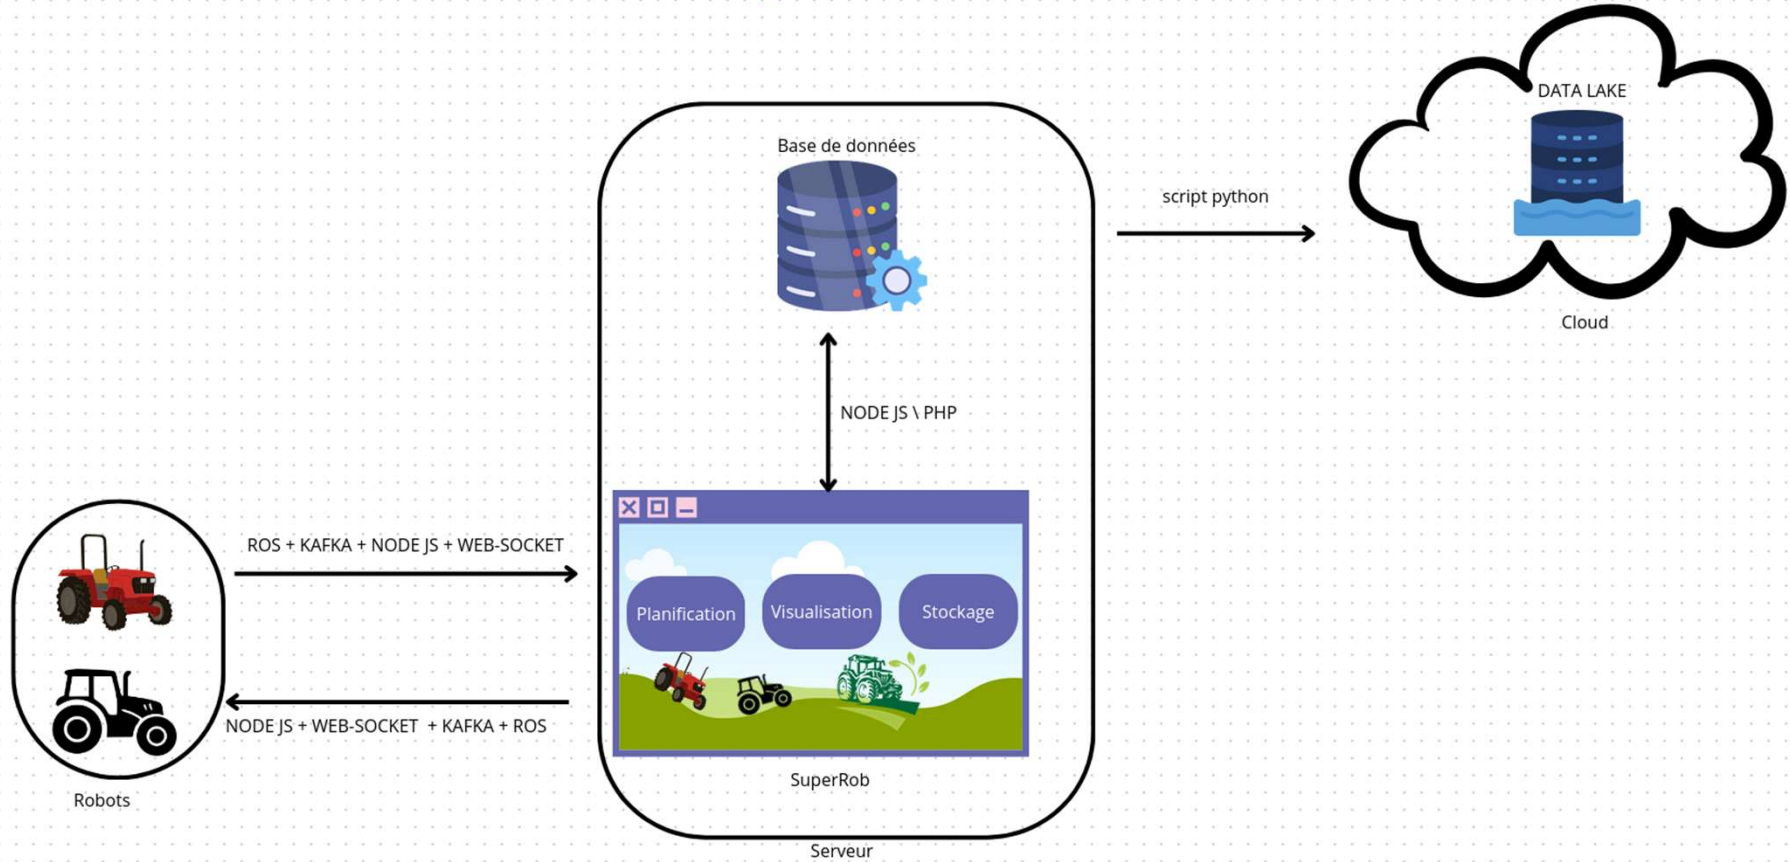 DATA LAKE
Base de données
script python
Cloud
NODE JS \ PHP
ROS + KAFKA + NODE JS + WEB-SOCKET
Planification
Visualisation
Stockage
NODE JS + WEB-SOCKET + KAFKA + ROS
SuperRob
Robots
Serveur